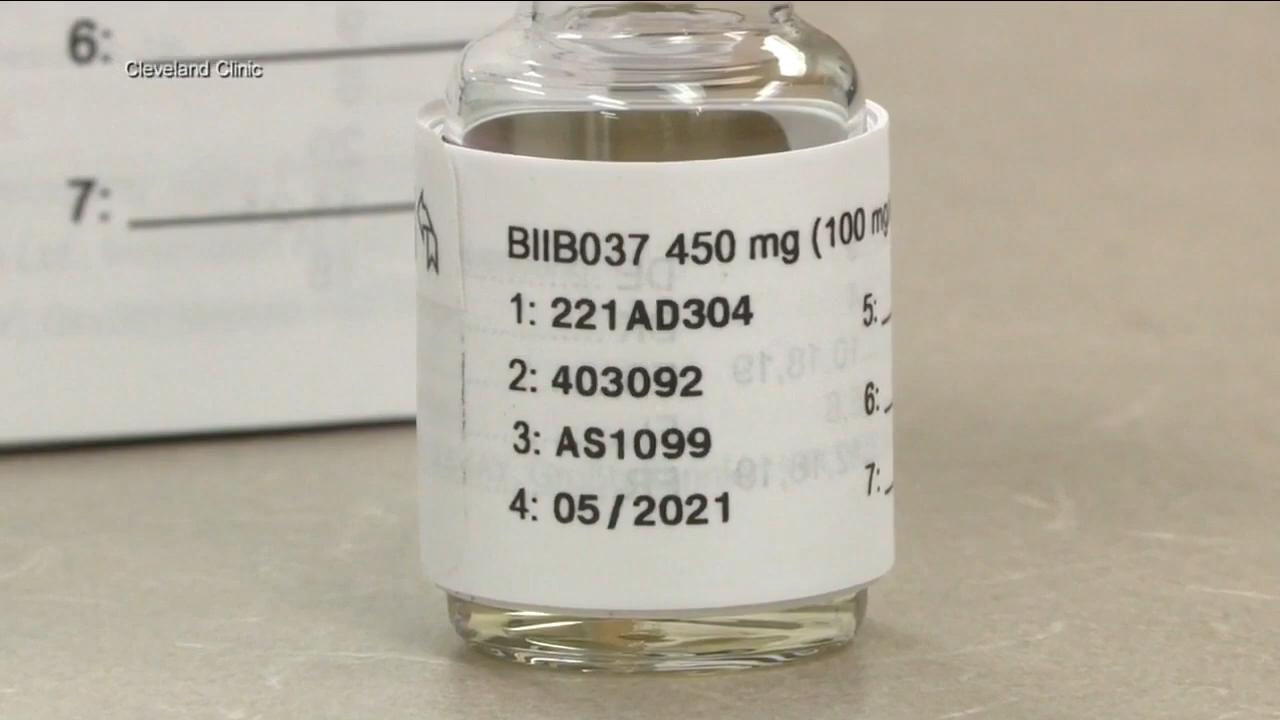 6:
Cleveland Clinic
7:
BIIB037 450 mg (100 mg
1: 221AD304
2: 403092
3: AS1099
4: 05/2021
5:
6:
7: